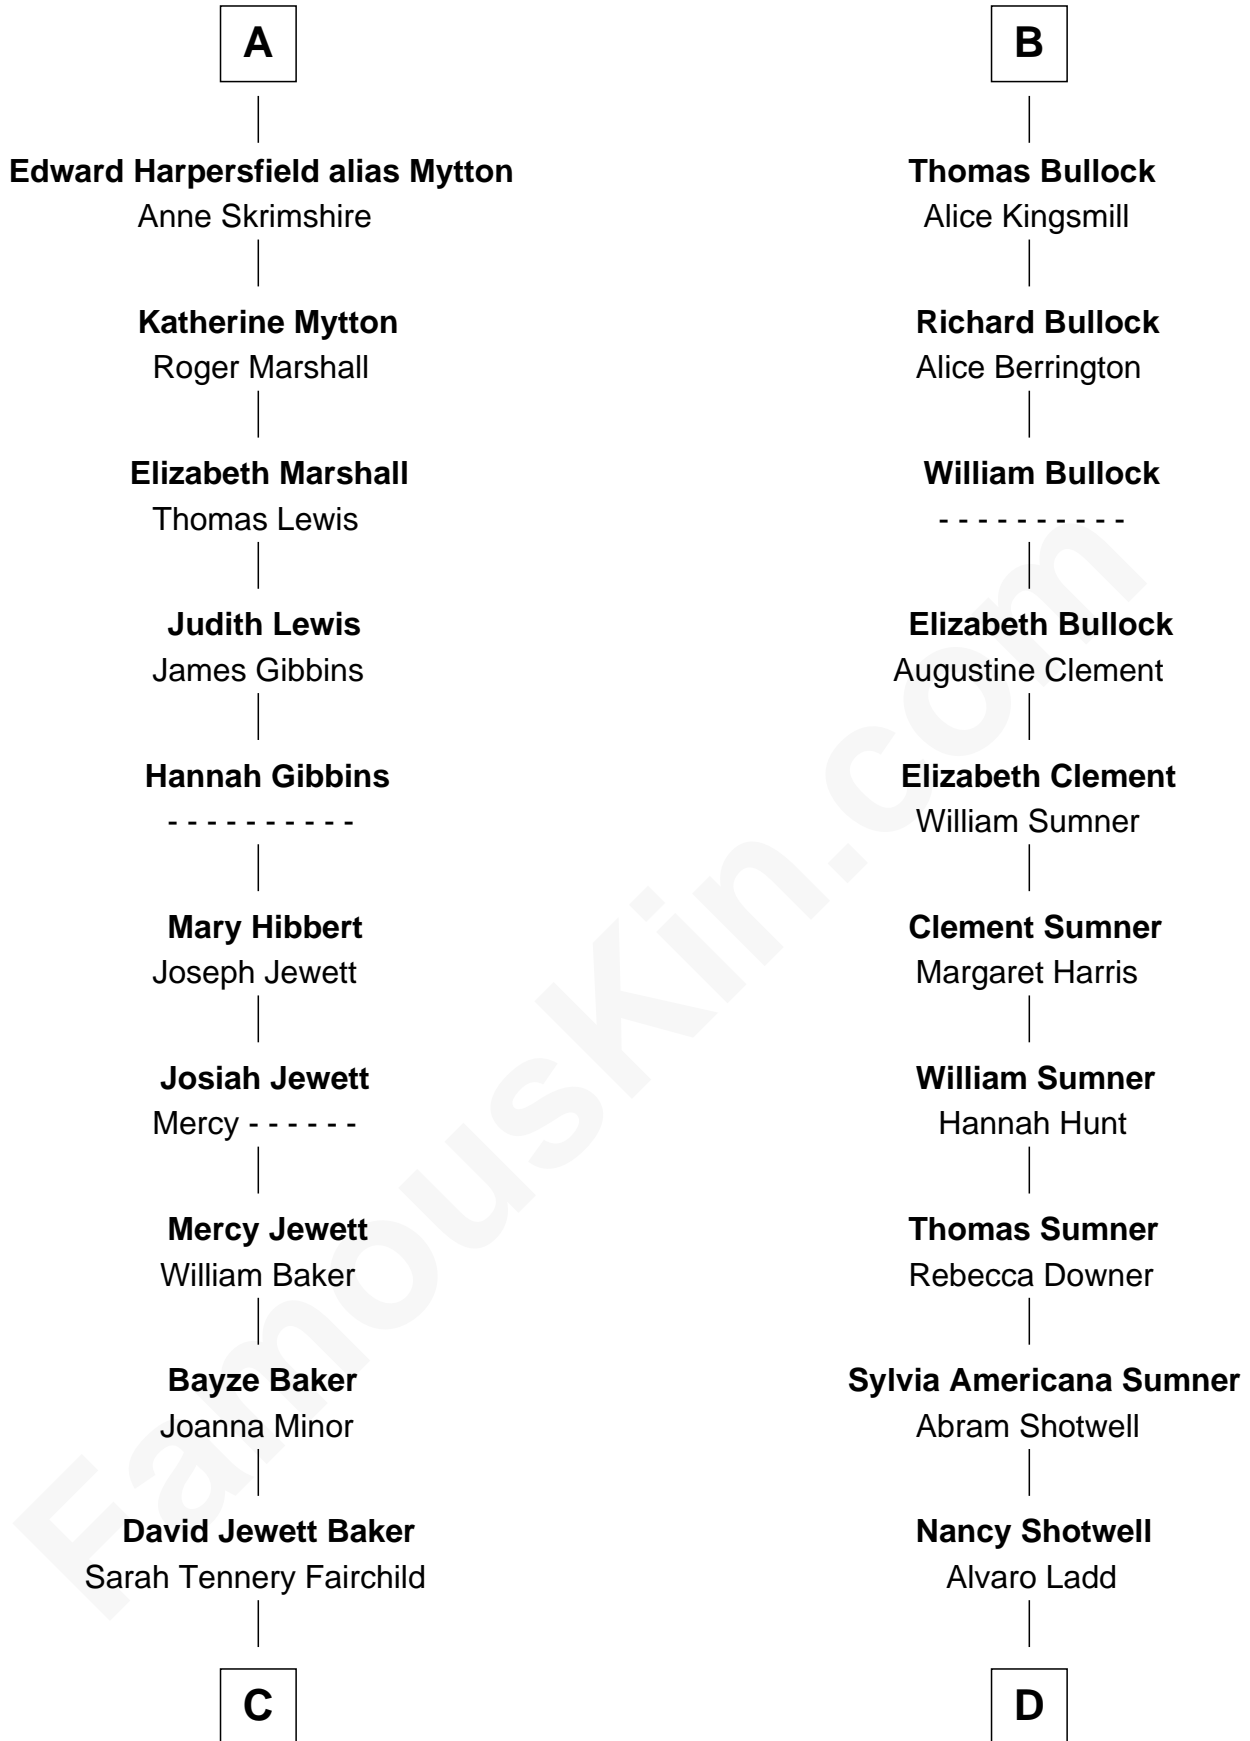 A
Edward Harpersfield alias Mytton
Anne Skrimshire
Katherine Mytton
Roger Marshall
Elizabeth Marshall
Thomas Lewis
Judith Lewis
James Gibbins
Hannah Gibbins
- - - - - - - - - -
Mary Hibbert
Joseph Jewett
Josiah Jewett
Mercy - - - - - -
Mercy Jewett
William Baker
Bayze Baker
Joanna Minor
David Jewett Baker
Sarah Tennery Fairchild
C
B
Thomas Bullock
Alice Kingsmill
Richard Bullock
Alice Berrington
William Bullock
- - - - - - - - - -
Elizabeth Bullock
Augustine Clement
Elizabeth Clement
William Sumner
Clement Sumner
Margaret Harris
William Sumner
Hannah Hunt
Thomas Sumner
Rebecca Downer
Sylvia Americana Sumner
Abram Shotwell
Nancy Shotwell
Alvaro Ladd
D
FamousKin.com